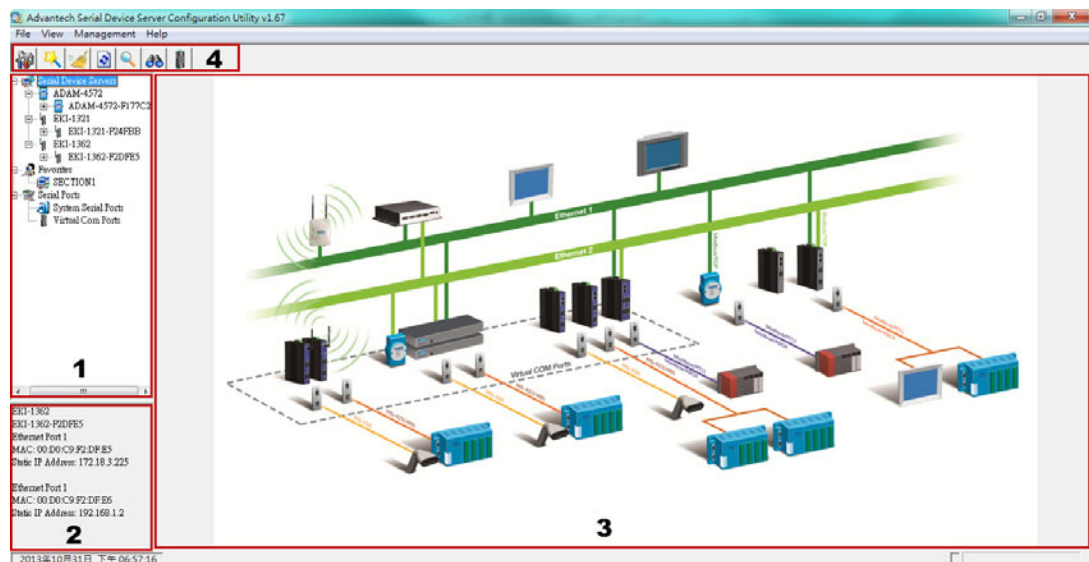 Advantech Serial Device Server Configuration Utility v1.67
File View Management Help
4
Serial Device Servers
ADAM-4572
ADAM-4572-F177C2
EKI-1321
EKI-1321-F24FBB
EKI-1362
EKI-1362-F2DFE5
Favorites
SECTION1
Serial Ports
System Serial Ports
Virtual Com Ports
1
EKI-1362
EKI-1362-F2DFE5
Ethernet Port 1
MAC: 00:D0:C9:F2:DF:E5
Static IP Address: 172.18.3.225
Ethernet Port 1
MAC: 00:D0:C9:F2:DF:E6
Static IP Address: 192.168.1.2
2
Ethernet 1
Ethernet 2
Modbus/TCP
Modbus/TCP
Virtual COM Ports
3
2013年10月31日 下午 06:57:16